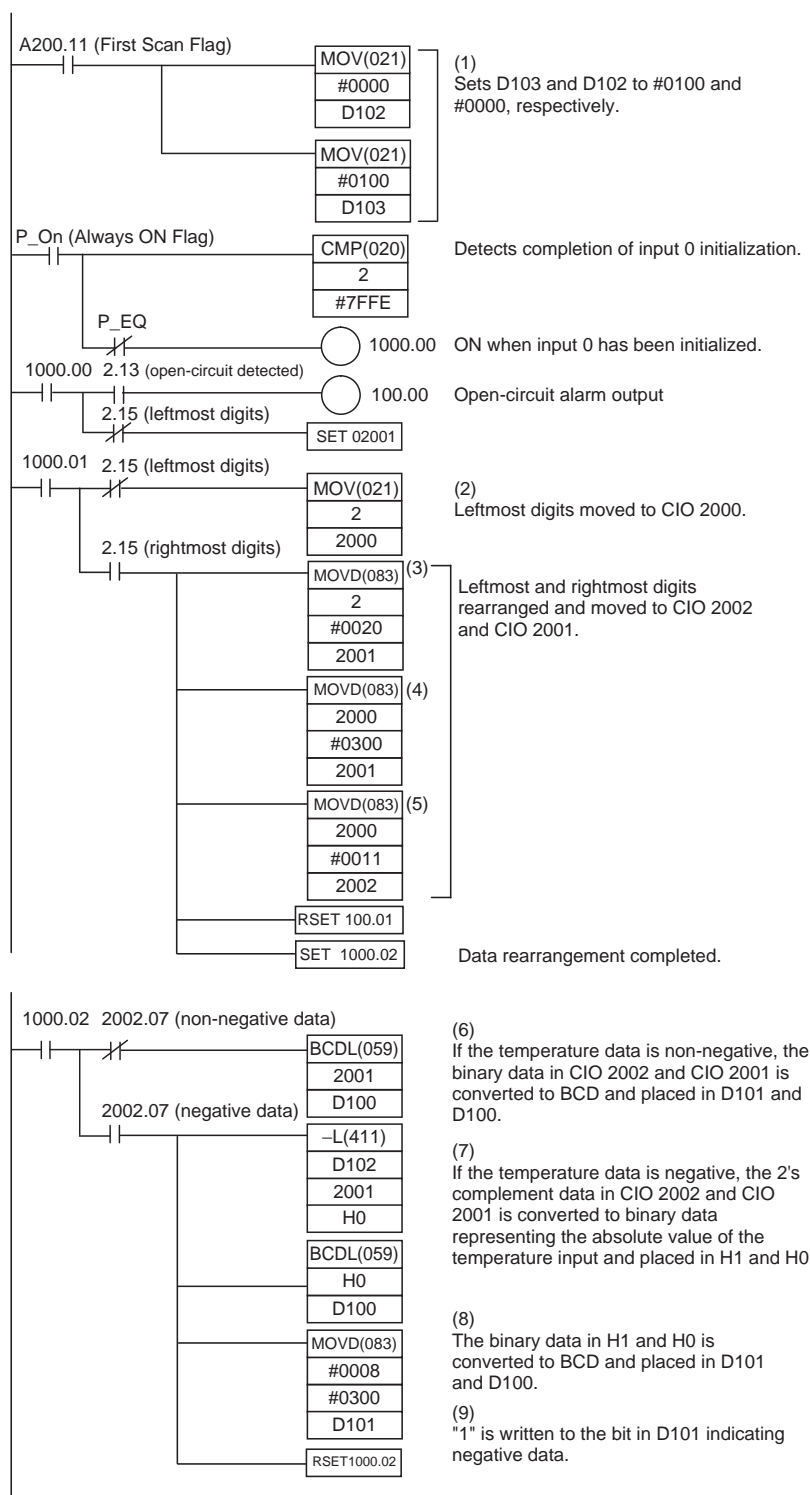 A200.11 (First Scan Flag)
MOV(021)
#0000
D102
(1)
Sets D103 and D102 to #0100 and
#0000, respectively.
MOV(021)
#0100
D103
P_On (Always ON Flag)
CMP(020)
2
#7FFE
Detects completion of input 0 initialization.
P_EQ
1000.00
ON when input 0 has been initialized.
1000.00
2.13 (open-circuit detected)
100.00
Open-circuit alarm output
2.15 (leftmost digits)
SET 02001
1000.01
2.15 (leftmost digits)
MOV(021)
2
2000
(2)
Leftmost digits moved to CIO 2000.
2.15 (rightmost digits)
MOVD(083)
(3)
2
#0020
2001
Leftmost and rightmost digits
rearranged and moved to CIO 2002
and CIO 2001.
MOVD(083)
(4)
2000
#0300
2001
MOVD(083)
(5)
2000
#0011
2002
RSET 100.01
SET 1000.02
Data rearrangement completed.
1000.02
2002.07 (non-negative data)
BCDL(059)
2001
D100
(6)
If the temperature data is non-negative, the
binary data in CIO 2002 and CIO 2001 is
converted to BCD and placed in D101 and
D100.
2002.07 (negative data)
−L(411)
D102
2001
H0
(7)
If the temperature data is negative, the 2's
complement data in CIO 2002 and CIO
2001 is converted to binary data
representing the absolute value of the
temperature input and placed in H1 and H0
BCDL(059)
H0
D100
(8)
The binary data in H1 and H0 is
converted to BCD and placed in D101
and D100.
MOVD(083)
#0008
#0300
D101
(9)
"1" is written to the bit in D101 indicating
negative data.
RSET1000.02